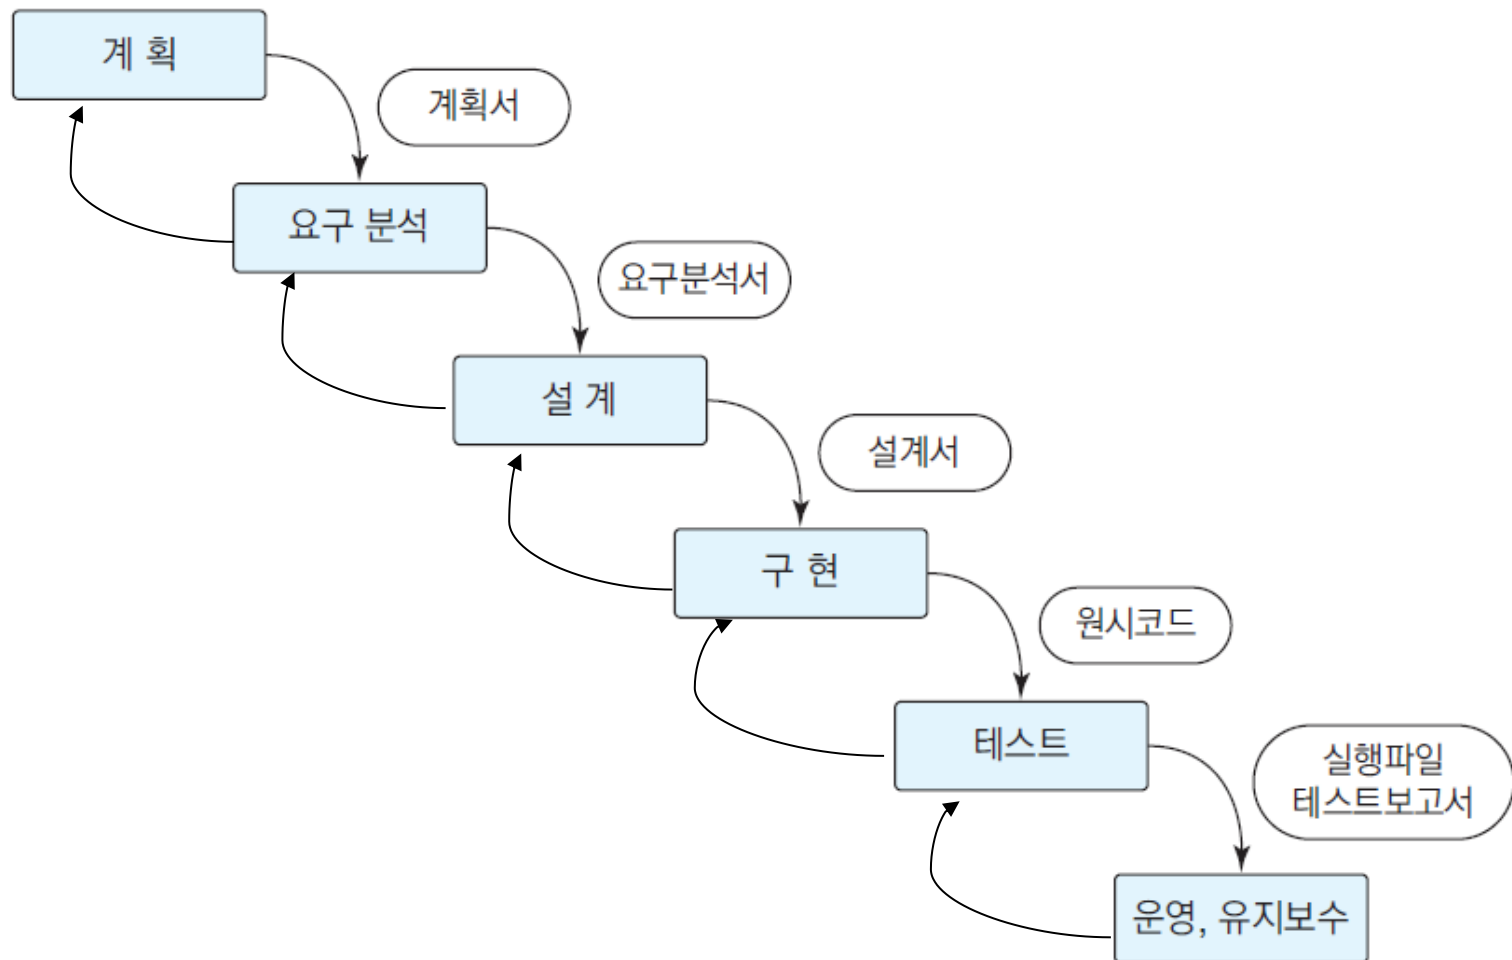 계 획
계획서
요구 분석
요구분석서
설 계
설계서
구 현
원시코드
테스트
실행파일
테스트보고서
운영, 유지보수